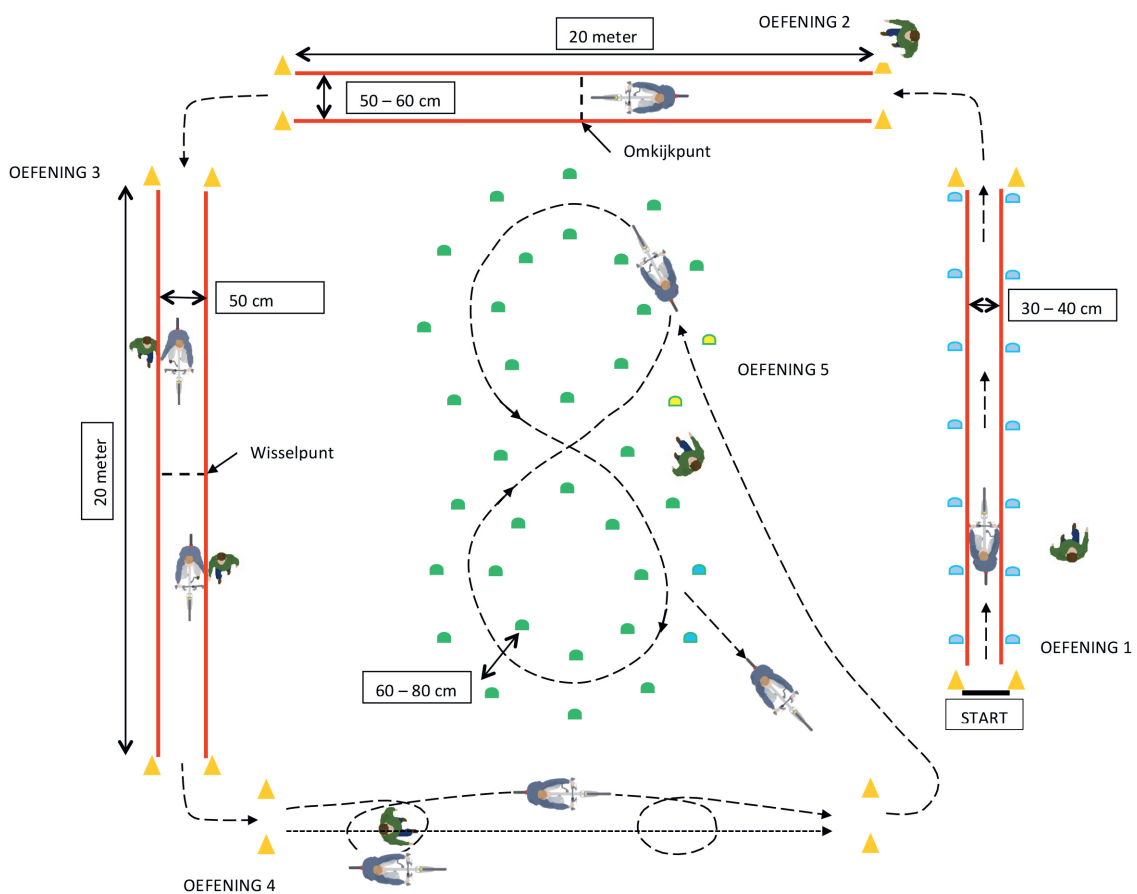 OEFENING 2
20 meter
50 – 60 cm
Omkijkpunt
OEFENING 3
50 cm
30 – 40 cm
OEFENING 5
Wisselpunt
20 meter
OEFENING 1
60 – 80 cm
START
OEFENING 4